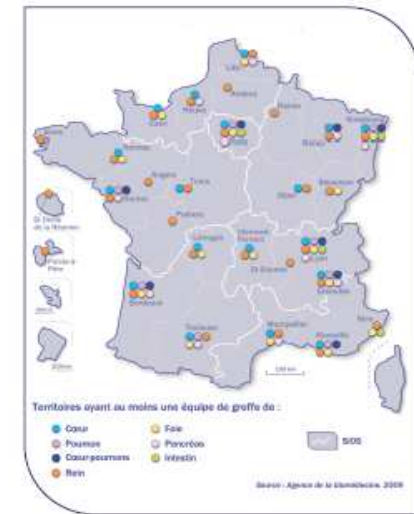 Lille
Amiens
Rouen
Caen
Reims
Paris
Nancy
Strasbourg
Brest
Rennes
Angers
Tours
Nantes
Dijon
Besançon
Poitiers
Limoges
Clermont-
Ferrand
Lyon
St-Etienne
Grenoble
Bordeaux
Toulouse
Montpellier
Marseille
Nice
St Denis
de la Réunion
Pointe-à-
Pitre
100 km
Territoires ayant au moins une équipe de greffe de :
Cœur
Poumon
Cœur-poumons
Rein
Foie
Pancréas
Intestin
Source : Agence de la biomédecine, 2009